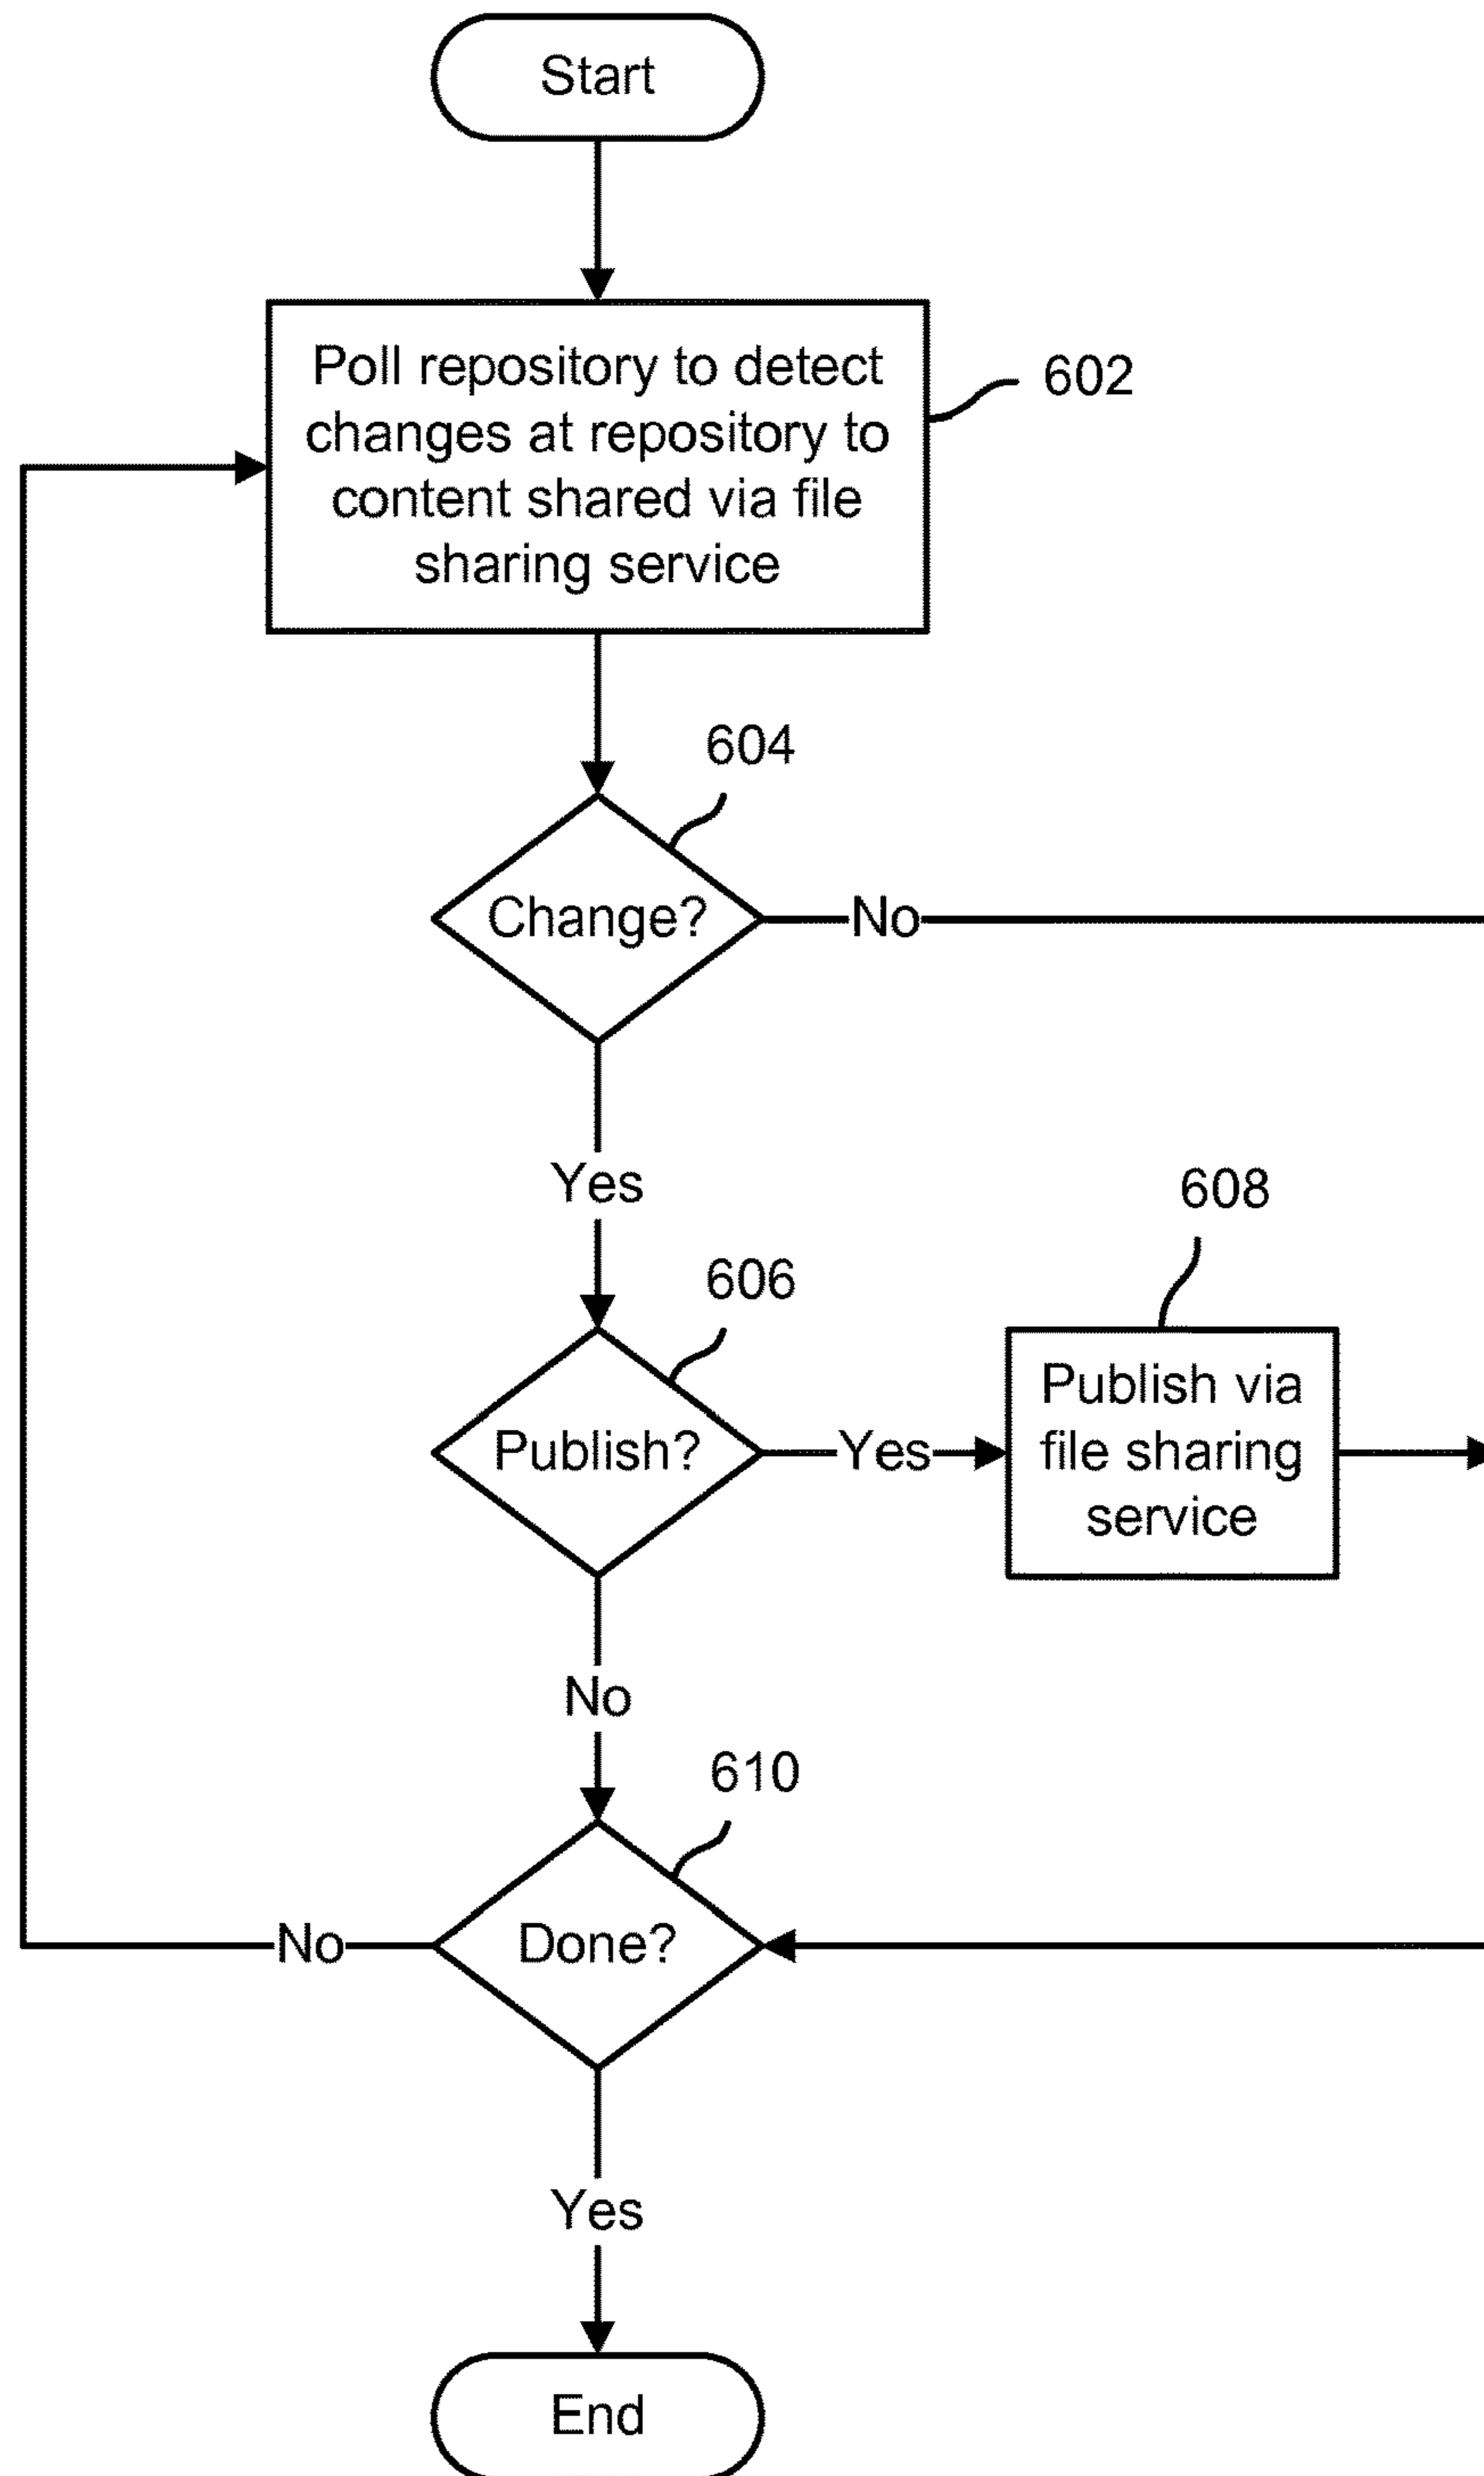 Start
Poll repository to detect
changes at repository to
content shared via file
sharing service
602
604
Change?
No
Yes
606
608
Publish?
Yes
Publish via
file sharing
service
No
610
Done?
No
Yes
End